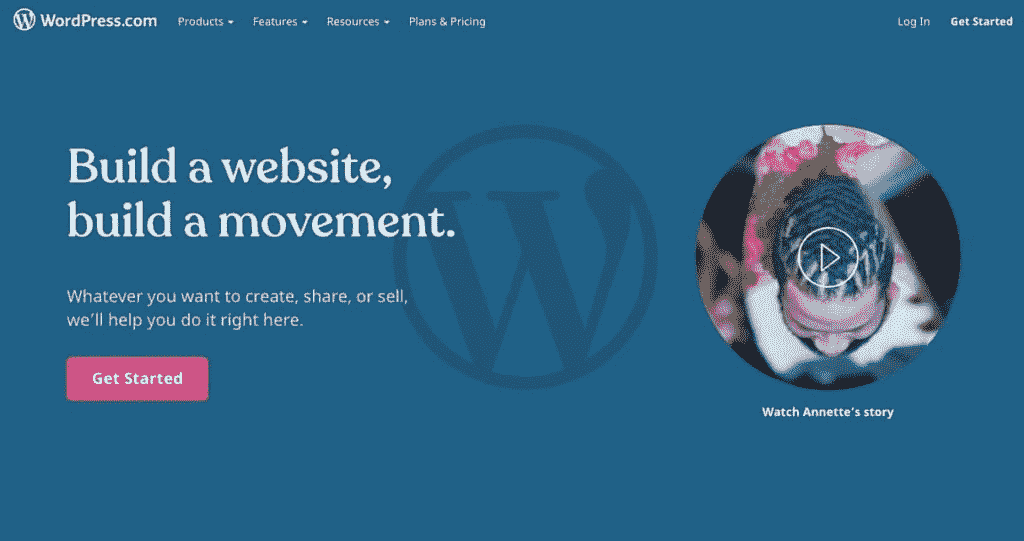 WordPress.com Products Features Resources Plans & Pricing Log In Get Started
Build a website,
build a movement.
Whatever you want to create, share, or sell,
we'll help you do it right here.
Get Started
Watch Annette's story